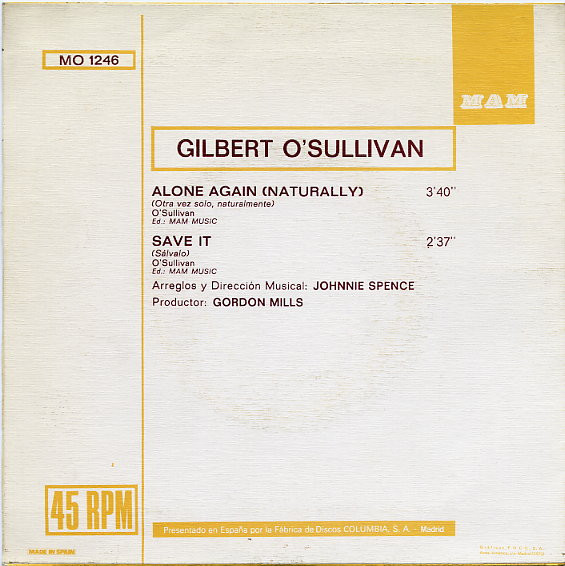 MO 1246
MAM
GILBERT O'SULLIVAN
ALONE AGAIN (NATURALLY) 3'40''
(Otra vez solo, naturalmente)
O'Sullivan
Ed.: MAM MUSIC
SAVE IT 2'37''
(Sálvalo)
O'Sullivan
Ed.: MAM MUSIC
Arreglos y Dirección Musical: JOHNNIE SPENCE
Productor: GORDON MILLS
45 RPM
Presentado en España por la Fábrica de Discos COLUMBIA, S. A. - Madrid
MADE IN SPAIN